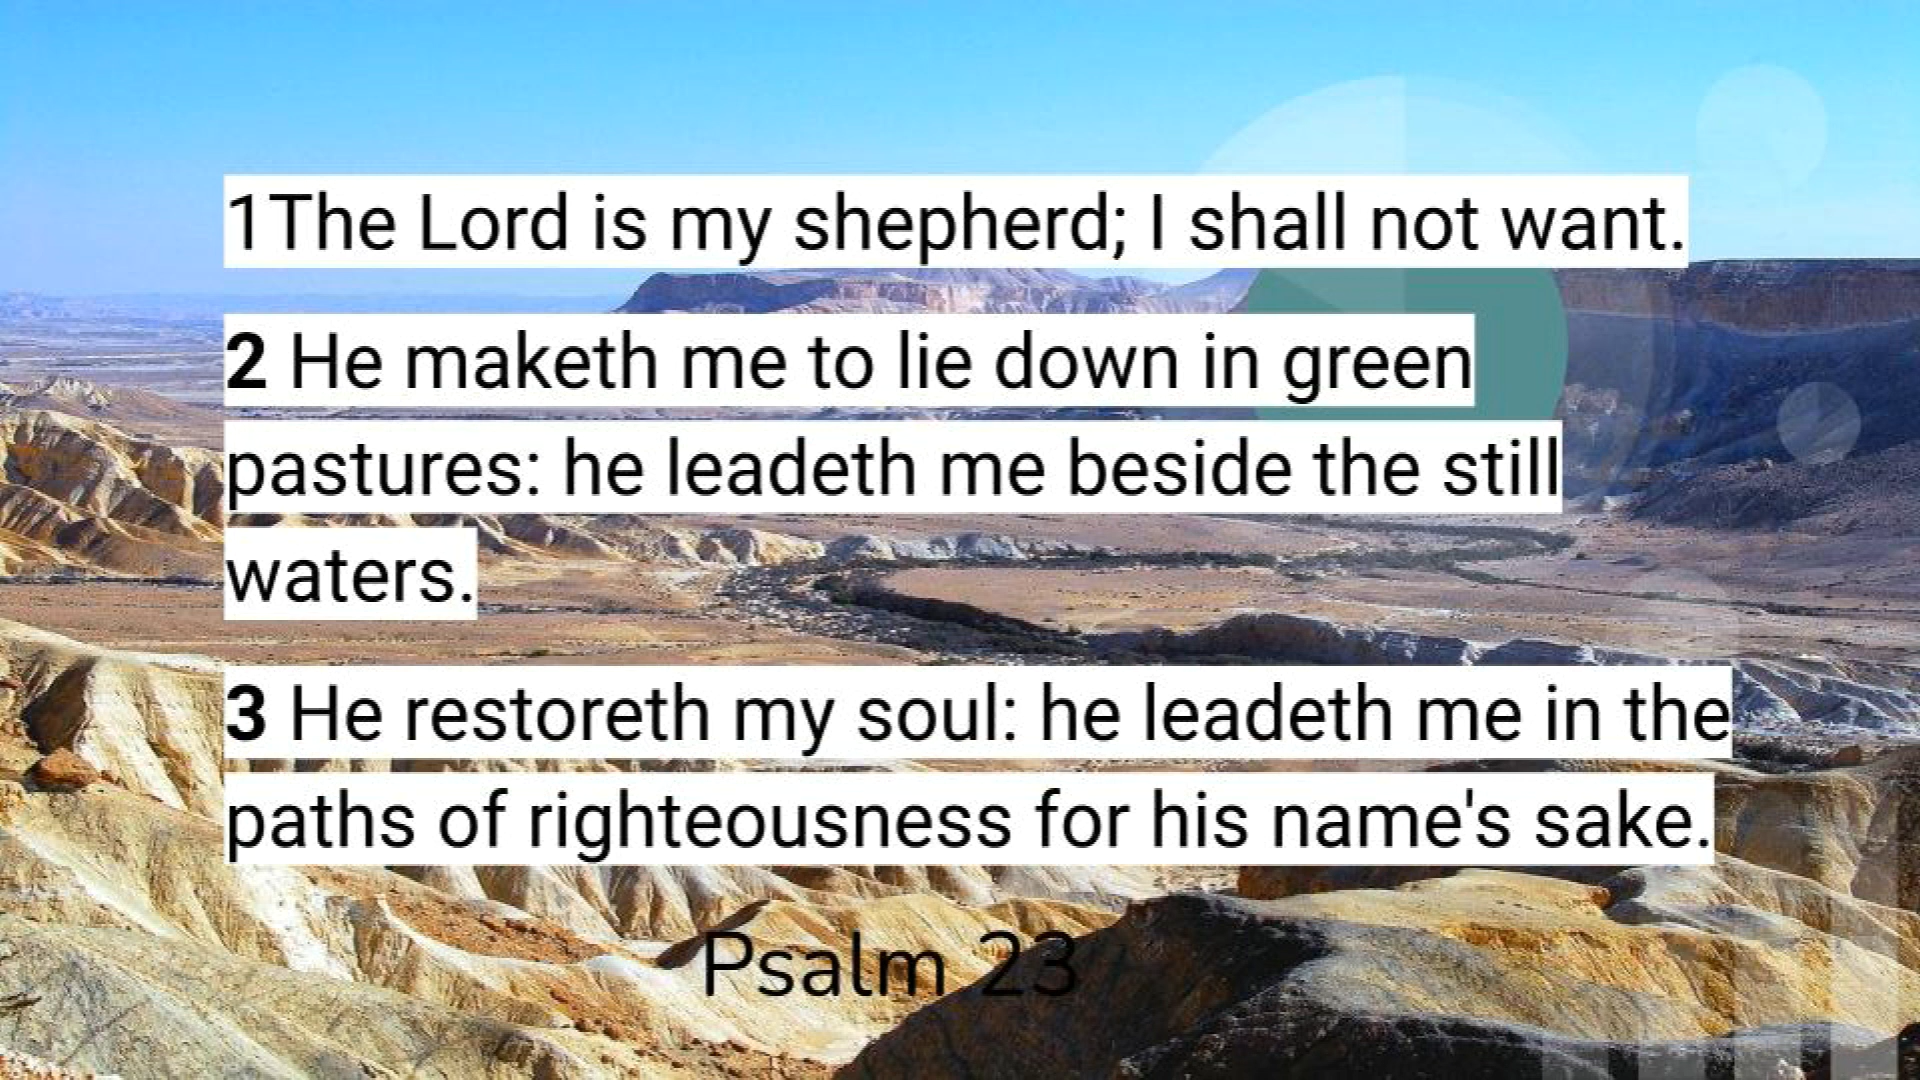 1The Lord is my shepherd; I shall not want.
2 He maketh me to lie down in green
pastures: he leadeth me beside the still
waters.
3 He restoreth my soul: he leadeth me in the
paths of righteousness for his name's sake.
Psalm 23